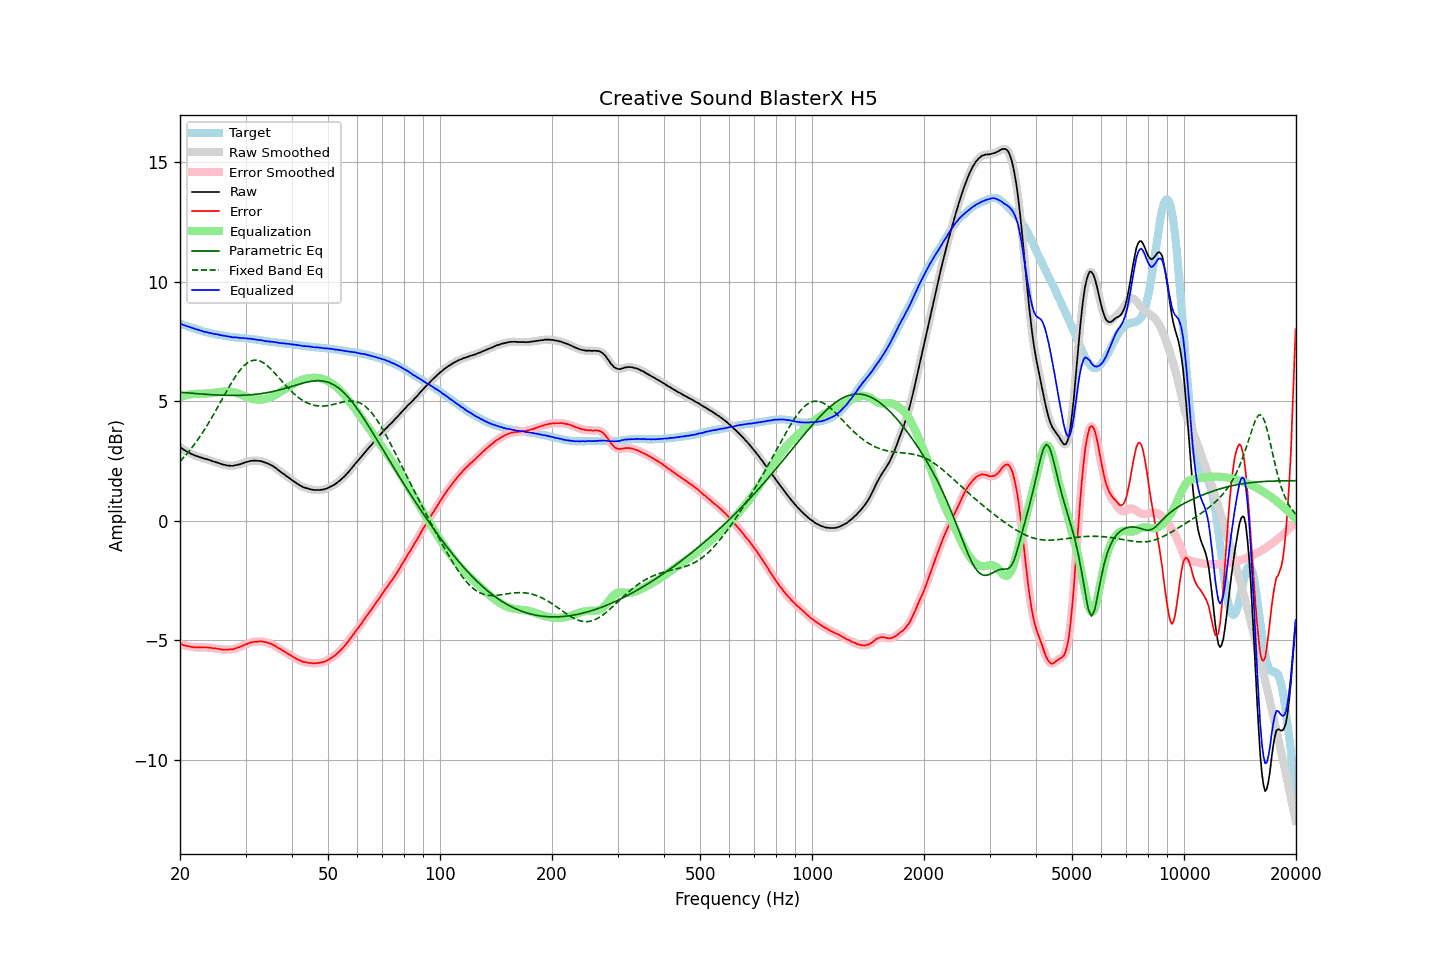 Creative Sound BlasterX H5
Target
Raw Smoothed
Error Smoothed
Raw
Error
Equalization
Parametric Eq
Fixed Band Eq
Equalized
15
10
5
0
−5
−10
Amplitude (dBr)
20 50 100 200 500 1000 2000 5000 10000 20000
Frequency (Hz)